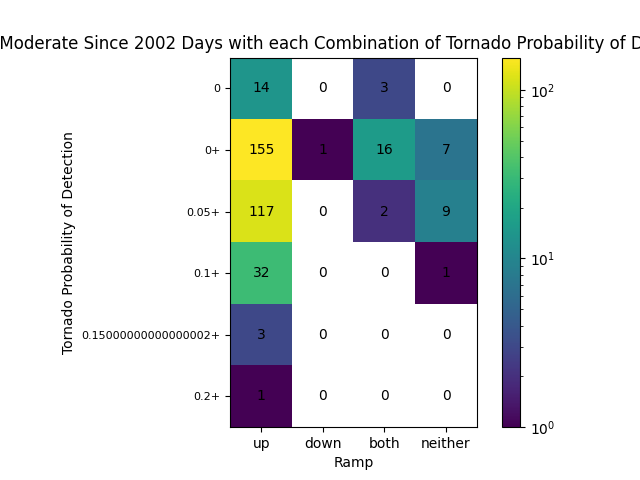 Moderate Since 2002 Days with each Combination of Tornado Probability of D
Tornado Probability of Detection
0 14 0 3 0
0+ 155 1 16 7
0.05+ 117 0 2 9
0.1+ 32 0 0 1
0.15000000000000002+ 3 0 0 0
0.2+ 1 0 0 0
up down both neither
Ramp
10²
10¹
10⁰